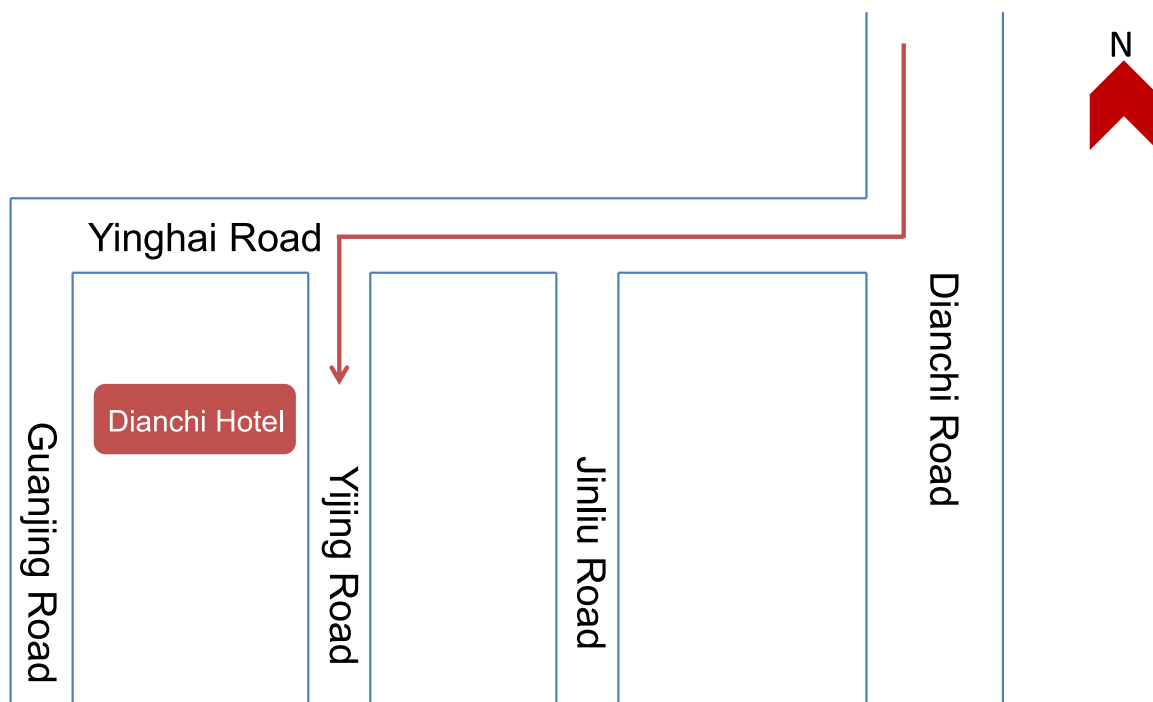 N
Yinghai Road
Dianchi Road
Dianchi Hotel
Guanjing Road
Yijing Road
Jinliu Road